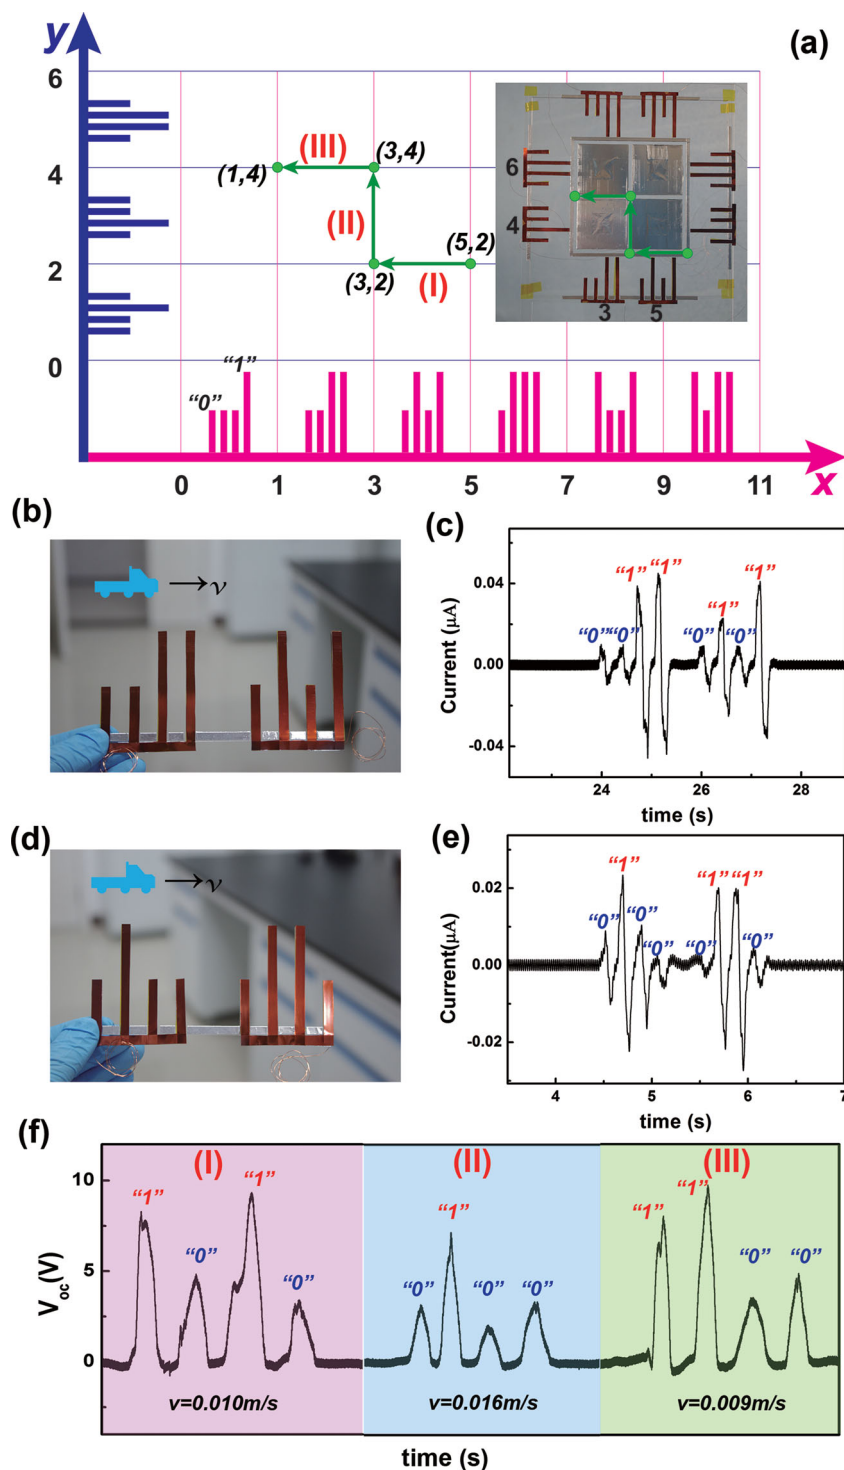 (a)
y
6
4
2
0
(III)
(3,4)
(1,4)
(II)
(5,2)
(3,2)
(I)
6
4
3 5
“0” “1”
0 1 3 5 7 9 11
x
(b)
v
(c)
Current (μA)
0.04
0.00
-0.04
“0” “0” “1” “1” “0” “1” “0” “1”
24 26 28
time (s)
(d)
v
(e)
Current(μA)
0.02
0.00
-0.02
“0” “1” “0” “0” “0” “1” “1” “0”
4 5 6 7
time (s)
(f)
Voc(V)
10
5
0
(I) (II) (III)
“1” “0” “1” “0” “0” “1” “0” “0” “1” “1” “0” “0”
v=0.010m/s v=0.016m/s v=0.009m/s
time (s)